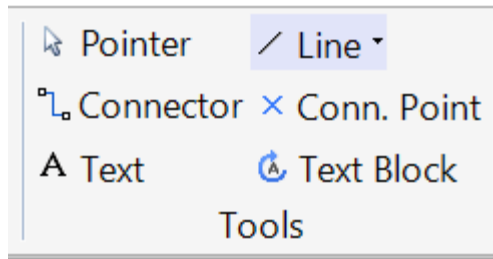 Pointer Line
Connector Conn. Point
A Text Text Block
Tools